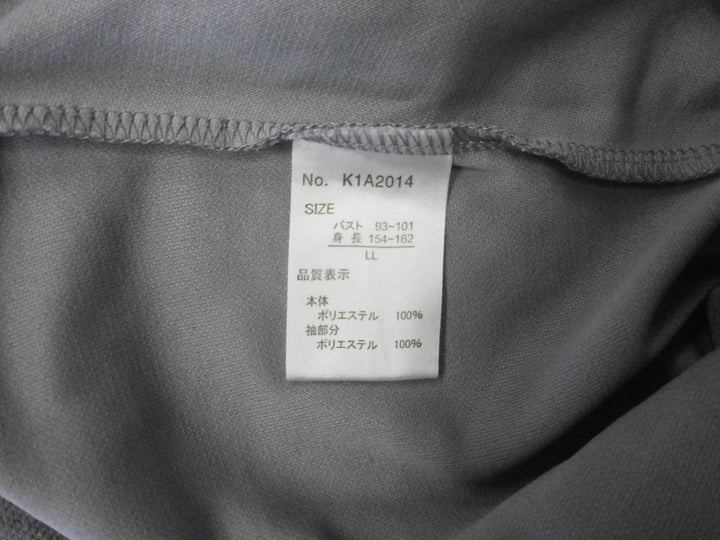 No. K1A2014
SIZE
バスト 93~101
身長 154~162
LL
品質表示
本体
ポリエステル 100%
袖部分
ポリエステル 100%